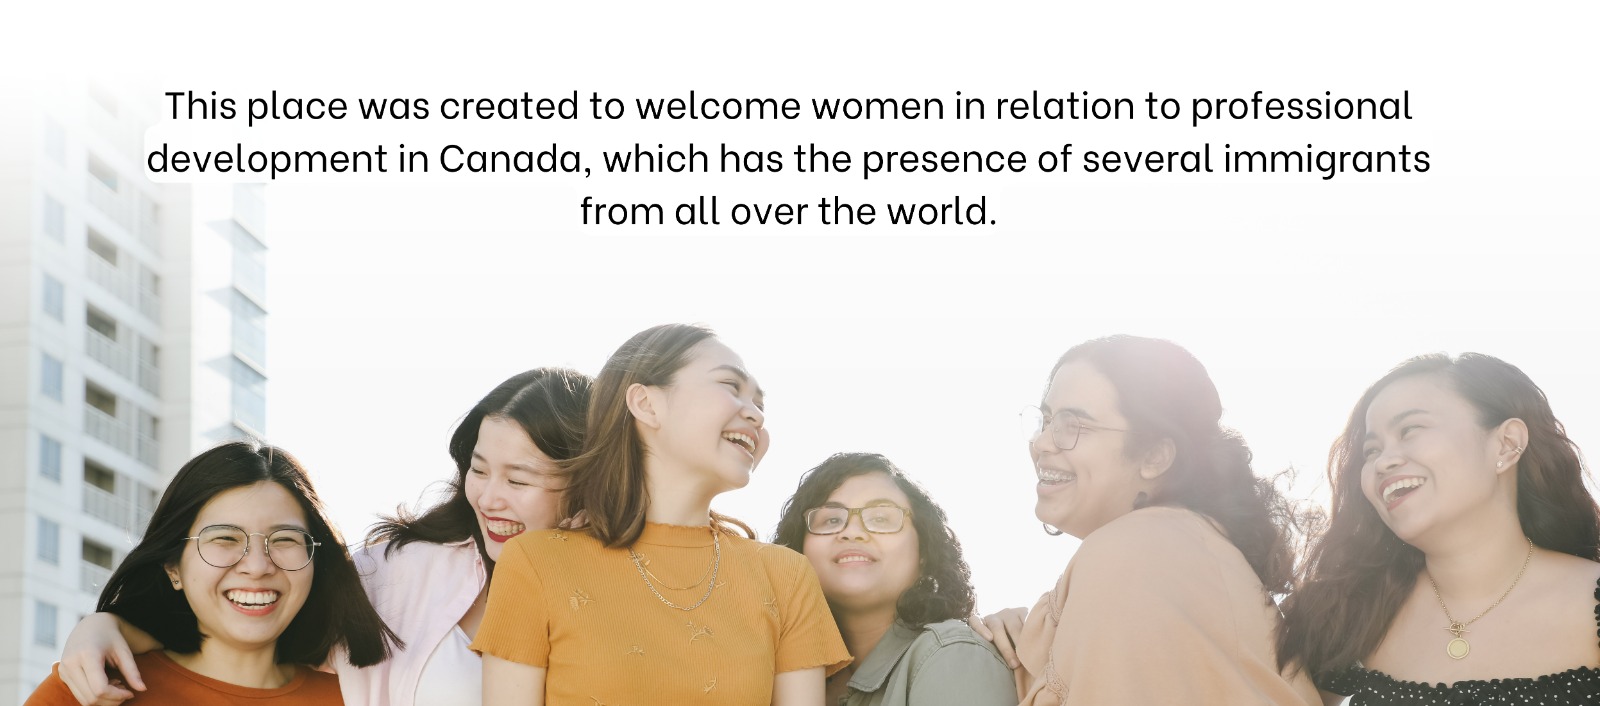 This place was created to welcome women in relation to professional
development in Canada, which has the presence of several immigrants
from all over the world.